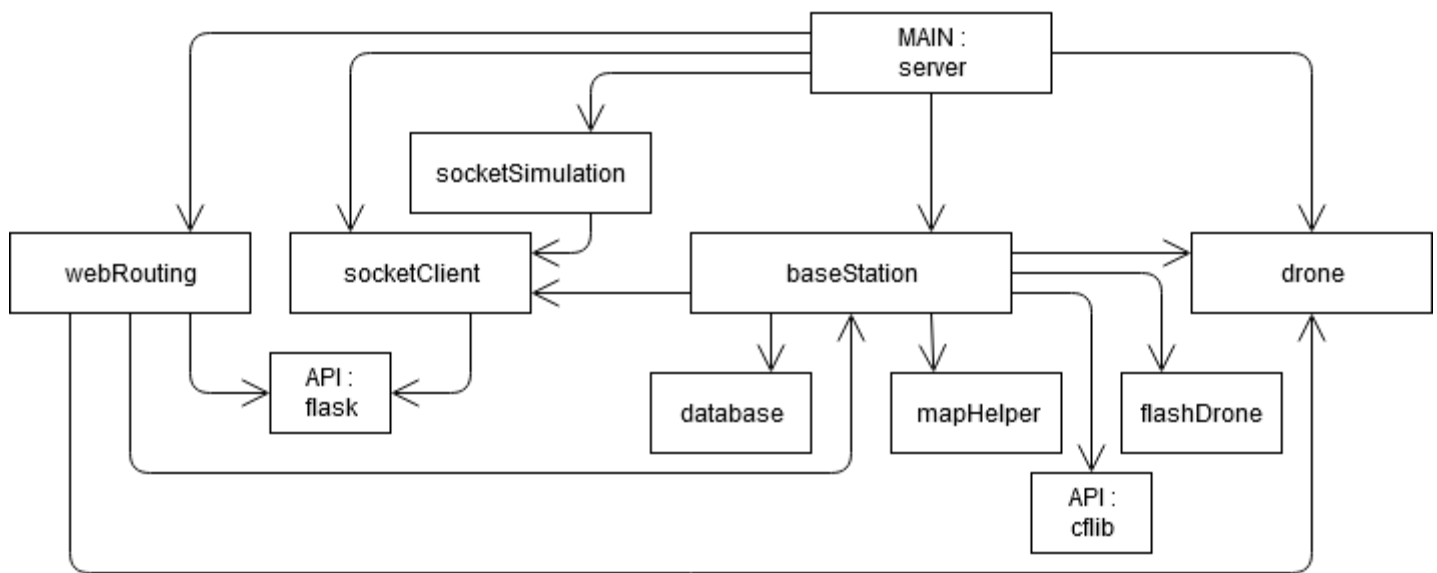 MAIN :
server
socketSimulation
webRouting
socketClient
baseStation
drone
API :
flask
database
mapHelper
flashDrone
API :
cflib